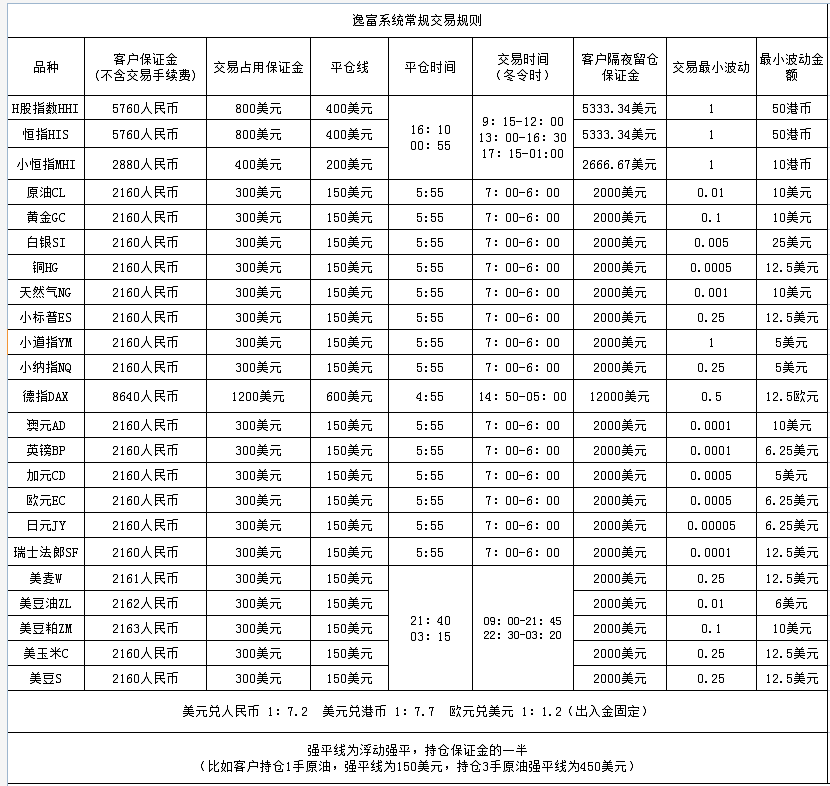 逸富系统常规交易规则
品种 客户保证金(不含交易手续费) 交易占用保证金 平仓线 平仓时间 交易时间(冬令时) 客户隔夜留仓保证金 交易最小波动 最小波动金额
H股指数HHI 5760人民币 800美元 400美元 16：10 00：55 9：15-12：00 13：00-16：30 17：15-01:00 5333.34美元 1 50港币
恒指HIS 5760人民币 800美元 400美元 5333.34美元 1 50港币
小恒指MHI 2880人民币 400美元 200美元 2666.67美元 1 10港币
原油CL 2160人民币 300美元 150美元 5:55 7：00-6：00 2000美元 0.01 10美元
黄金GC 2160人民币 300美元 150美元 5:55 7：00-6：00 2000美元 0.1 10美元
白银SI 2160人民币 300美元 150美元 5:55 7：00-6：00 2000美元 0.005 25美元
铜HG 2160人民币 300美元 150美元 5:55 7：00-6：00 2000美元 0.0005 12.5美元
天然气NG 2160人民币 300美元 150美元 5:55 7：00-6：00 2000美元 0.001 10美元
小标普ES 2160人民币 300美元 150美元 5:55 7：00-6：00 2000美元 0.25 12.5美元
小道指YM 2160人民币 300美元 150美元 5:55 7：00-6：00 2000美元 1 5美元
小纳指NQ 2160人民币 300美元 150美元 5:55 7：00-6：00 2000美元 0.25 5美元
德指DAX 8640人民币 1200美元 600美元 4:55 14：50-05：00 12000美元 0.5 12.5欧元
澳元AD 2160人民币 300美元 150美元 5:55 7：00-6：00 2000美元 0.0001 10美元
英镑BP 2160人民币 300美元 150美元 5:55 7：00-6：00 2000美元 0.0001 6.25美元
加元CD 2160人民币 300美元 150美元 5:55 7：00-6：00 2000美元 0.0005 5美元
欧元EC 2160人民币 300美元 150美元 5:55 7：00-6：00 2000美元 0.0005 6.25美元
日元JY 2160人民币 300美元 150美元 5:55 7：00-6：00 2000美元 0.00005 6.25美元
瑞士法郎SF 2160人民币 300美元 150美元 5:55 7：00-6：00 2000美元 0.0001 12.5美元
美麦W 2161人民币 300美元 150美元 21：40 03：15 09：00-21：45 22：30-03：20 2000美元 0.25 12.5美元
美豆油ZL 2162人民币 300美元 150美元 2000美元 0.01 6美元
美豆粕ZM 2163人民币 300美元 150美元 2000美元 0.1 10美元
美玉米C 2160人民币 300美元 150美元 2000美元 0.25 12.5美元
美豆S 2160人民币 300美元 150美元 2000美元 0.25 12.5美元
美元兑人民币 1：7.2 美元兑港币 1：7.7 欧元兑美元 1：1.2（出入金固定）
强平线为浮动强平，持仓保证金的一半
（比如客户持仓1手原油，强平线为150美元，持仓3手原油强平线为450美元）